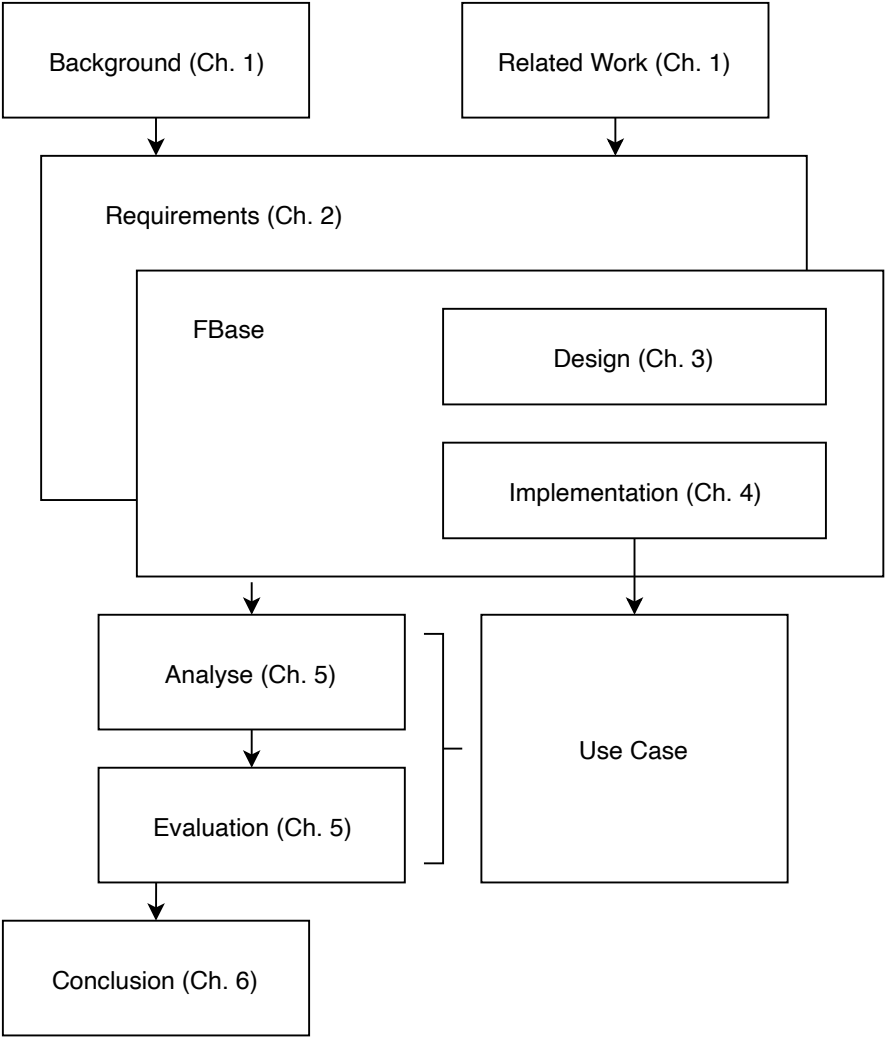 Background (Ch. 1)
Related Work (Ch. 1)
Requirements (Ch. 2)
FBase
Design (Ch. 3)
Implementation (Ch. 4)
Analyse (Ch. 5)
Use Case
Evaluation (Ch. 5)
Conclusion (Ch. 6)